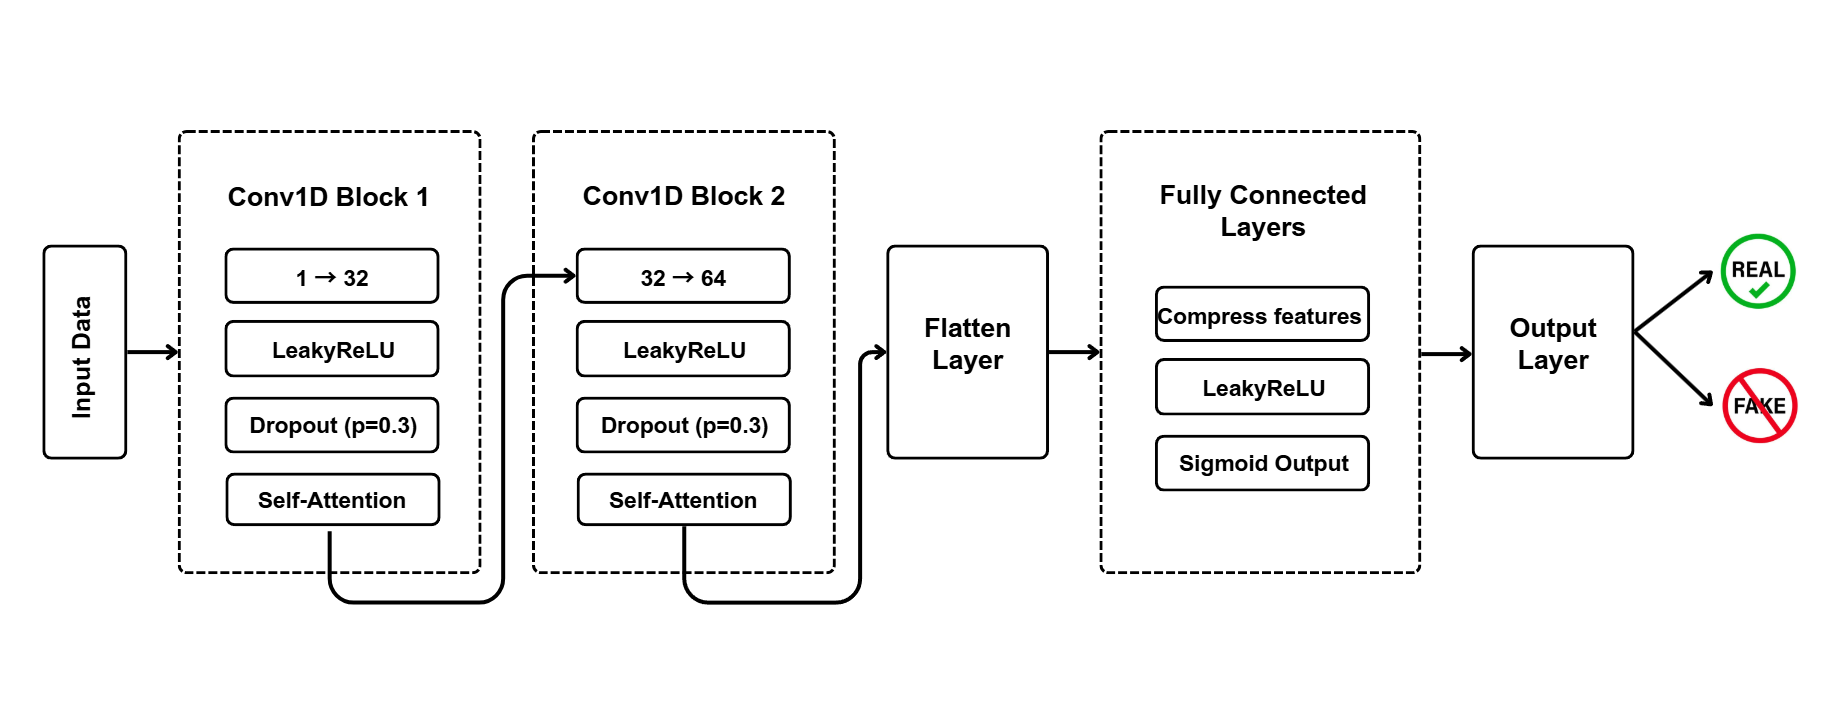 Input Data
Conv1D Block 1
1 → 32
LeakyReLU
Dropout (p=0.3)
Self-Attention
Conv1D Block 2
32 → 64
LeakyReLU
Dropout (p=0.3)
Self-Attention
Flatten
Layer
Fully Connected
Layers
Compress features
LeakyReLU
Sigmoid Output
Output
Layer
REAL
FAKE